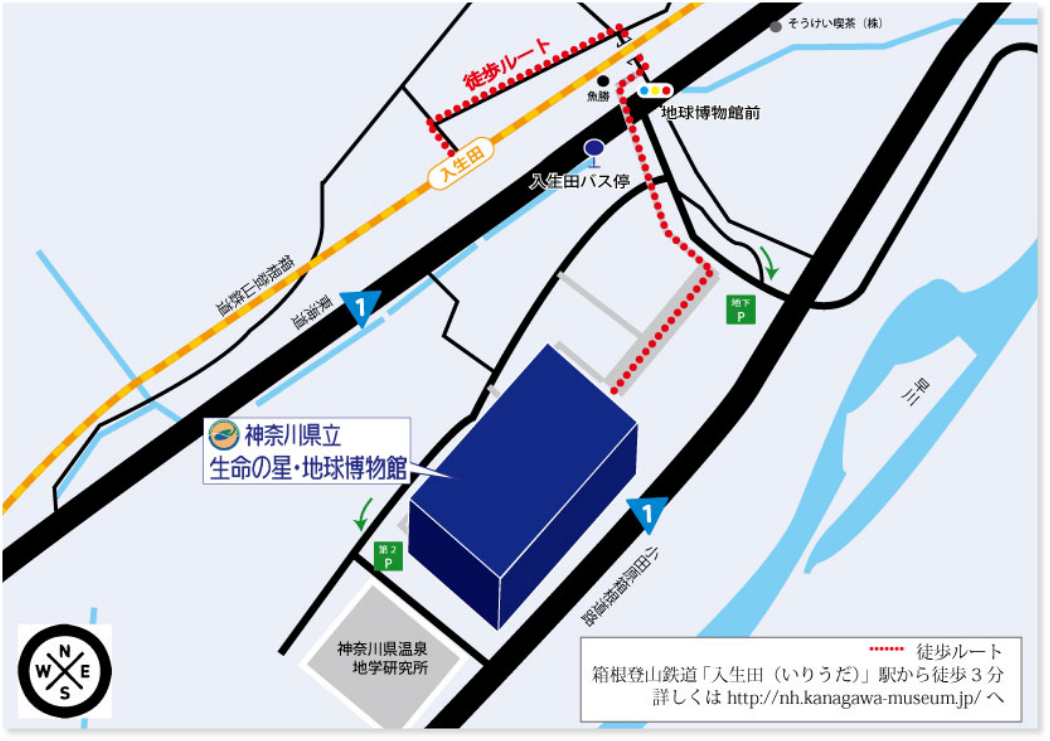 そうけい喫茶(株)
徒歩ルート
魚勝
地球博物館前
入生田
入生田バス停
箱根登山鉄道
東海道
1
地下
P
早川
神奈川県立
生命の星・地球博物館
1
小田原箱根道路
第2
P
神奈川県温泉
地学研究所
N
W E
S
徒歩ルート
箱根登山鉄道「入生田(いりうだ)」駅から徒歩3分
詳しくは http://nh.kanagawa-museum.jp/ へ